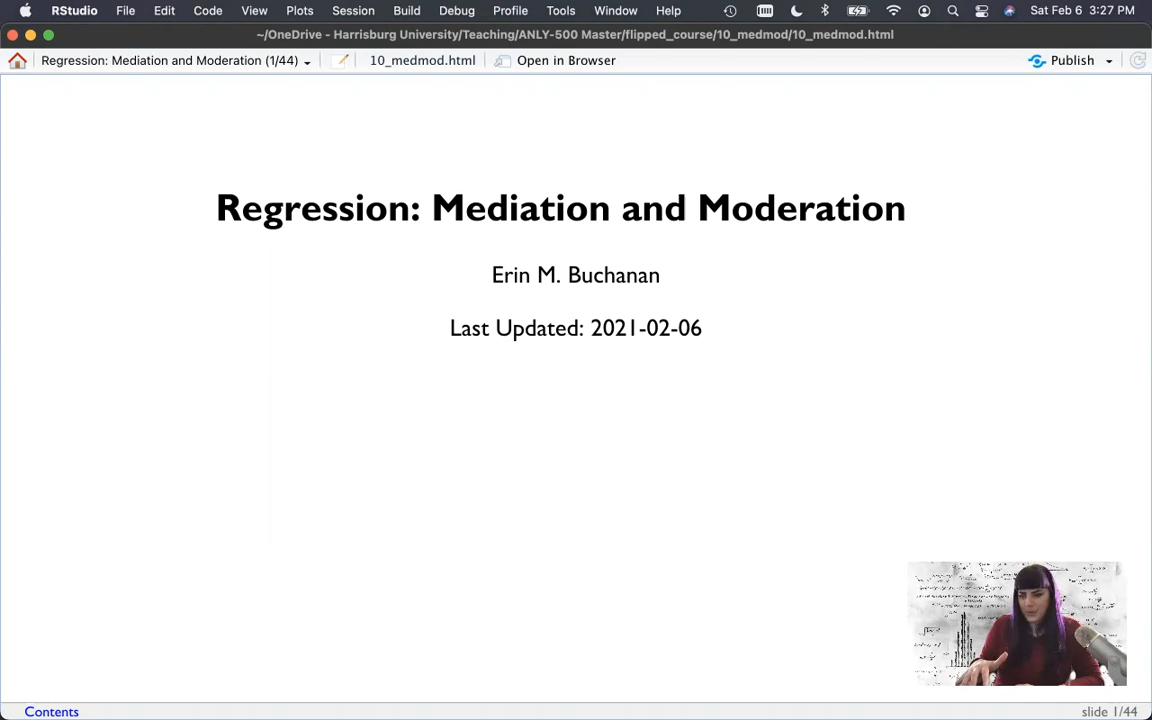 RStudio File Edit Code View Plots Session Build Debug Profile Tools Window Help Sat Feb 6 3:27 PM
~/OneDrive - Harrisburg University/Teaching/ANLY-500 Master/flipped_course/10_medmod/10_medmod.html
Regression: Mediation and Moderation (1/44) 10_medmod.html Open in Browser Publish
Regression: Mediation and Moderation
Erin M. Buchanan
Last Updated: 2021-02-06
Contents slide 1/44